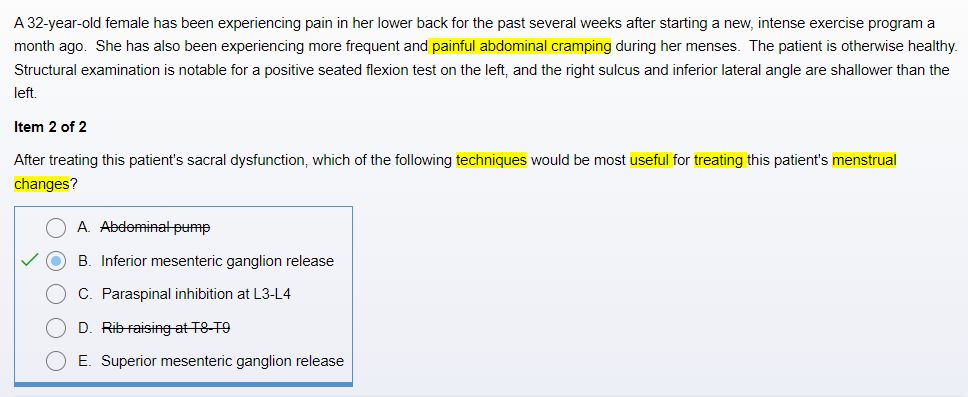 A 32-year-old female has been experiencing pain in her lower back for the past several weeks after starting a new, intense exercise program a
month ago.  She has also been experiencing more frequent and painful abdominal cramping during her menses.  The patient is otherwise healthy.
Structural examination is notable for a positive seated flexion test on the left, and the right sulcus and inferior lateral angle are shallower than the
left.
Item 2 of 2
After treating this patient's sacral dysfunction, which of the following techniques would be most useful for treating this patient's menstrual
changes?
A. Abdominal pump
B. Inferior mesenteric ganglion release
C. Paraspinal inhibition at L3-L4
D. Rib raising at T8-T9
E. Superior mesenteric ganglion release